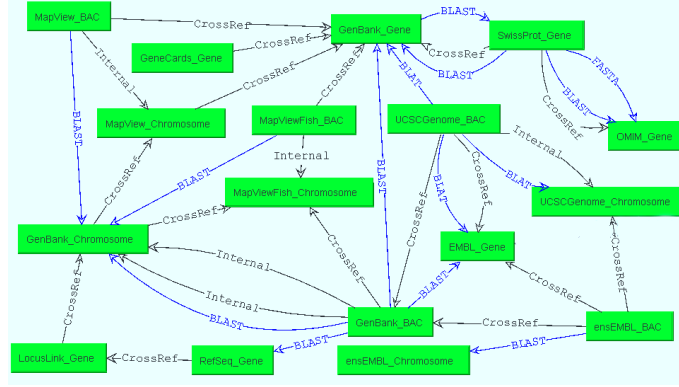 MapView_BAC
CrossRef
GenBank_Gene
BLAST
SwissProt_Gene
GeneCards_Gene
CrossRef
CrossRef
Internal
CrossRef
CrossRef
BLAST
BLAT
FASTA
BLAST
CrossRef
MapView_Chromosome
MapViewFish_BAC
UCSCGenome_BAC
OMIM_Gene
BLAST
Internal
Internal
CrossRef
BLAST
BLAST
BLAT
CrossRef
BLAT
MapViewFish_Chromosome
UCSCGenome_Chromosome
CrossRef
CrossRef
GenBank_Chromosome
EMBL_Gene
Internal
CrossRef
CrossRef
CrossRef
CrossRef
Internal
BLAST
BLAST
GenBank_BAC
CrossRef
ensEMBL_BAC
BLAST
BLAST
LocusLink_Gene
CrossRef
RefSeq_Gene
ensEMBL_Chromosome
BLAST